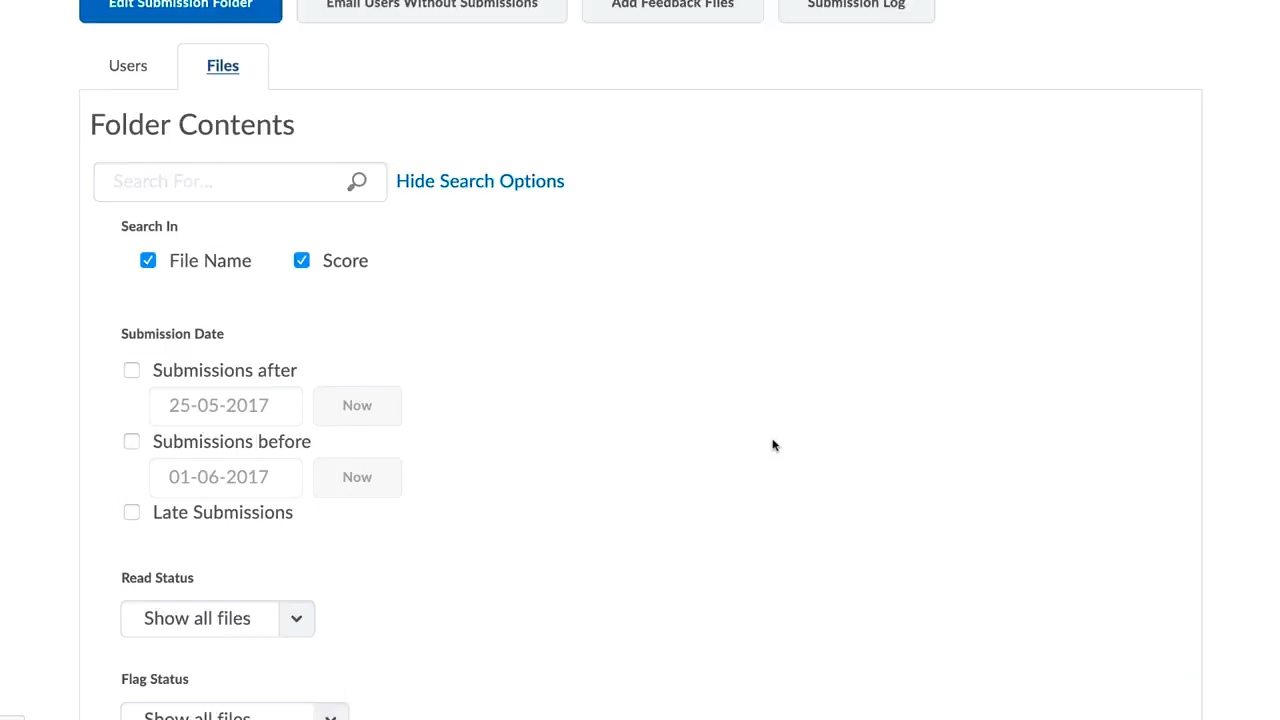 Edit Submission Folder Email Users Without Submissions Add Feedback Files Submission Log
Users Files
Folder Contents
Search For... Hide Search Options
Search In
File Name Score
Submission Date
Submissions after
25-05-2017 Now
Submissions before
01-06-2017 Now
Late Submissions
Read Status
Show all files
Flag Status
Show all files